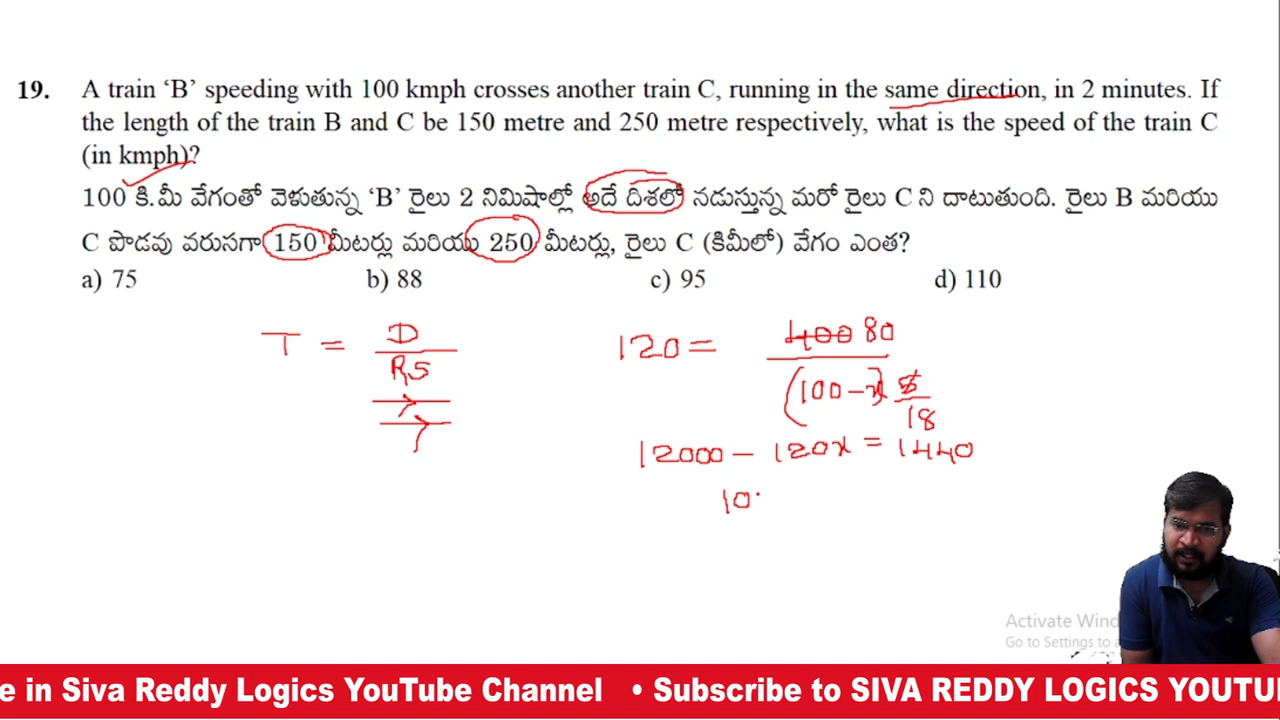 19. A train ‘B’ speeding with 100 kmph crosses another train C, running in the same direction, in 2 minutes. If
the length of the train B and C be 150 metre and 250 metre respectively, what is the speed of the train C
(in kmph)?
100 కి.మీ వేగంతో వెళుతున్న ‘B’ రైలు 2 నిమిషాల్లో అదే దిశలో నడుస్తున్న మరో రైలు C ని దాటుతుంది. రైలు B మరియు
C పొడవు వరుసగా 150 మీటర్లు మరియు 250 మీటర్లు, రైలు C (కిమీలో) వేగం ఎంత?
a) 75 b) 88 c) 95 d) 110
T = D
RS
120 = 400 80
(100 - x) 5
18
12000 - 120x = 1440
10
Activate Wind
Go to Settings to a
e in Siva Reddy Logics YouTube Channel • Subscribe to SIVA REDDY LOGICS YOUTU